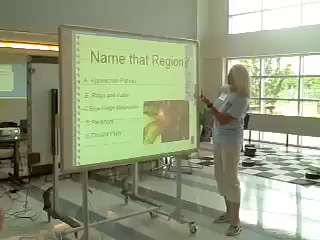 Name that Region?
A. Appalachian Plateau
B. Ridge and Valley
C. Blue Ridge Mountains
D. Piedmont
E. Coastal Plain